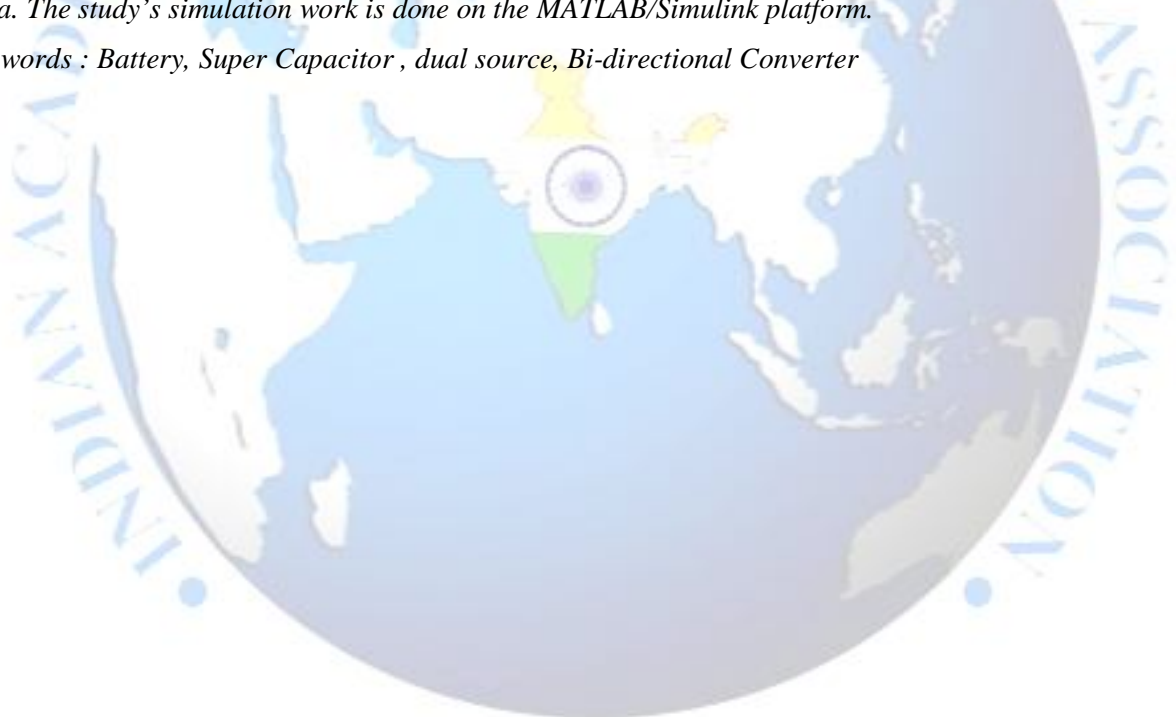 a. The study's simulation work is done on the MATLAB/Simulink platform.
words : Battery, Super Capacitor , dual source, Bi-directional Converter
INDIAN ACAD
ASSOCIATION